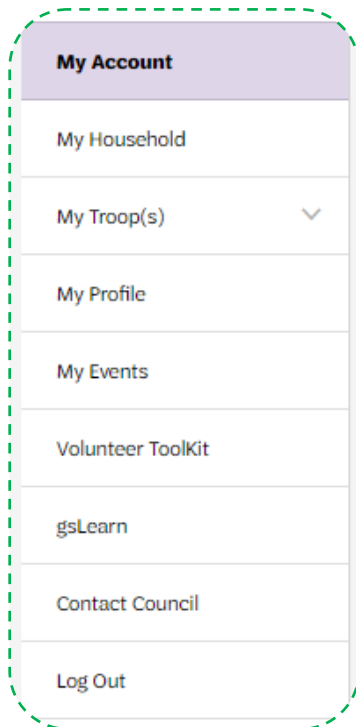 My Account
My Household
My Troop(s)
My Profile
My Events
Volunteer ToolKit
gsLearn
Contact Council
Log Out